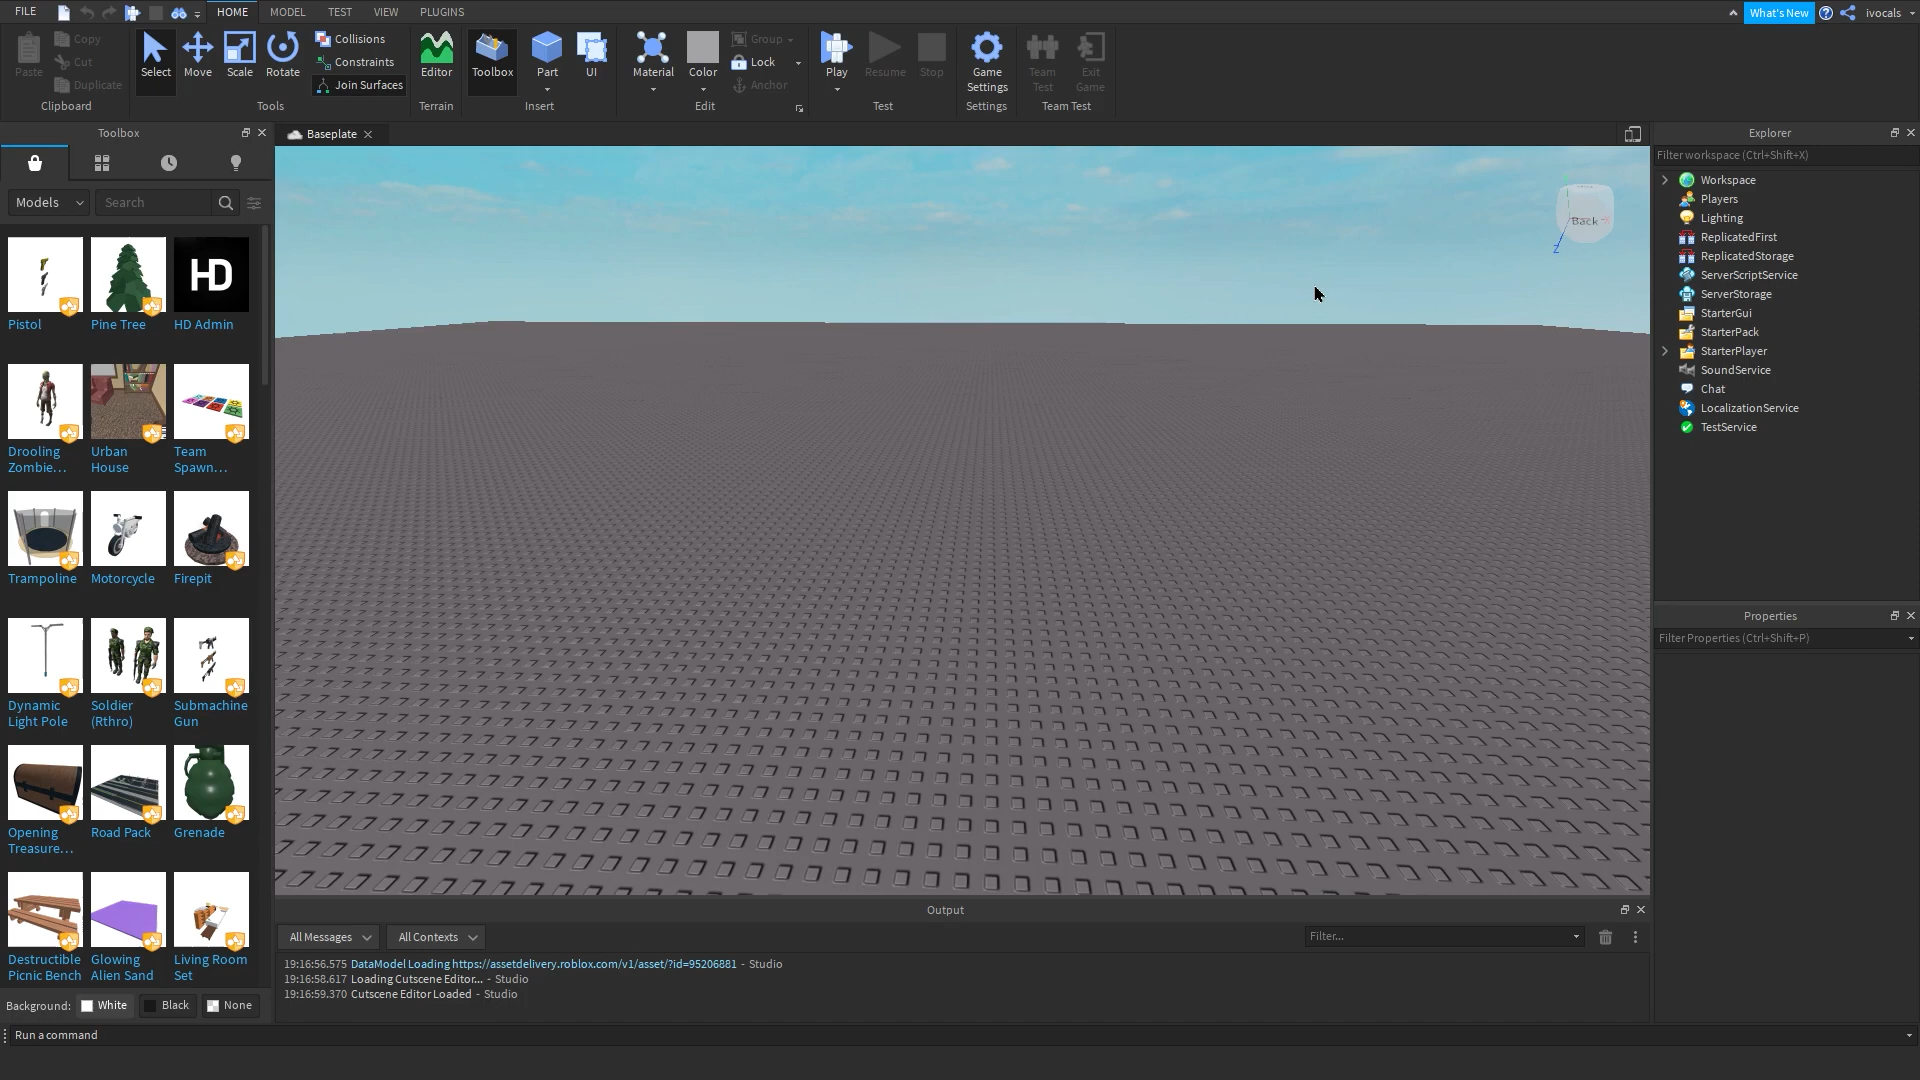 FILE HOME MODEL TEST VIEW PLUGINS What's New ivocals
Paste Copy Cut Duplicate Clipboard
Select Move Scale Rotate Collisions Constraints Join Surfaces Tools
Editor Terrain
Toolbox Part UI Insert
Material Color Group Lock Anchor Edit
Play Resume Stop Test
Game Settings Settings
Team Test Exit Game Team Test
Toolbox
Models Search
Pistol Pine Tree HD Admin
HD
Drooling Zombie... Urban House Team Spawn...
Trampoline Motorcycle Firepit
Dynamic Light Pole Soldier (Rthro) Submachine Gun
Opening Treasure... Road Pack Grenade
Destructible Picnic Bench Glowing Alien Sand Living Room Set
Background: White Black None
Baseplate
Back
Z
Output
All Messages All Contexts Filter...
19:16:56.575 DataModel Loading https://assetdelivery.roblox.com/v1/asset/?id=95206881 - Studio
19:16:58.617 Loading Cutscene Editor... - Studio
19:16:59.370 Cutscene Editor Loaded - Studio
Explorer
Filter workspace (Ctrl+Shift+X)
Workspace
Players
Lighting
ReplicatedFirst
ReplicatedStorage
ServerScriptService
ServerStorage
StarterGui
StarterPack
StarterPlayer
SoundService
Chat
LocalizationService
TestService
Properties
Filter Properties (Ctrl+Shift+P)
Run a command